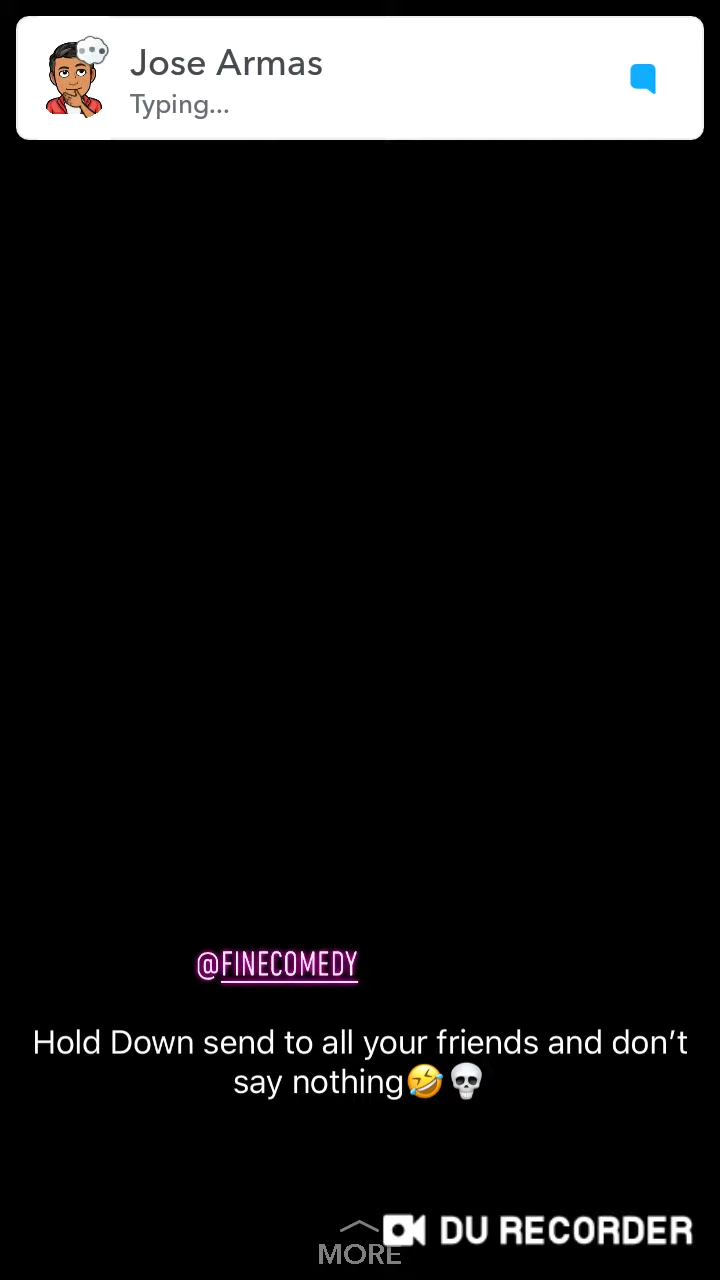 Jose Armas
Typing...
@FINECOMEDY
Hold Down send to all your friends and don’t
say nothing🤣💀
DU RECORDER
MORE